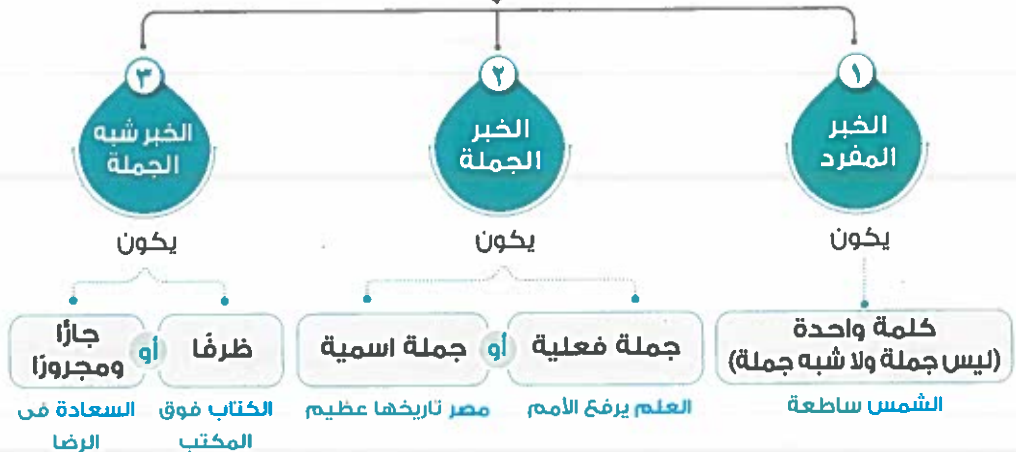 ١
الخبر
المفرد
يكون
كلمة واحدة
(ليس جملة ولا شبه جملة)
الشمس ساطعة
٢
الخبر
الجملة
يكون
جملة فعلية
أو
جملة اسمية
العلم يرفع الأمم
مصر تاريخها عظيم
٣
الخبر شبه
الجملة
يكون
ظرفًا
أو
جارًا
ومجرورًا
الكتاب فوق
المكتب
السعادة فى
الرضا